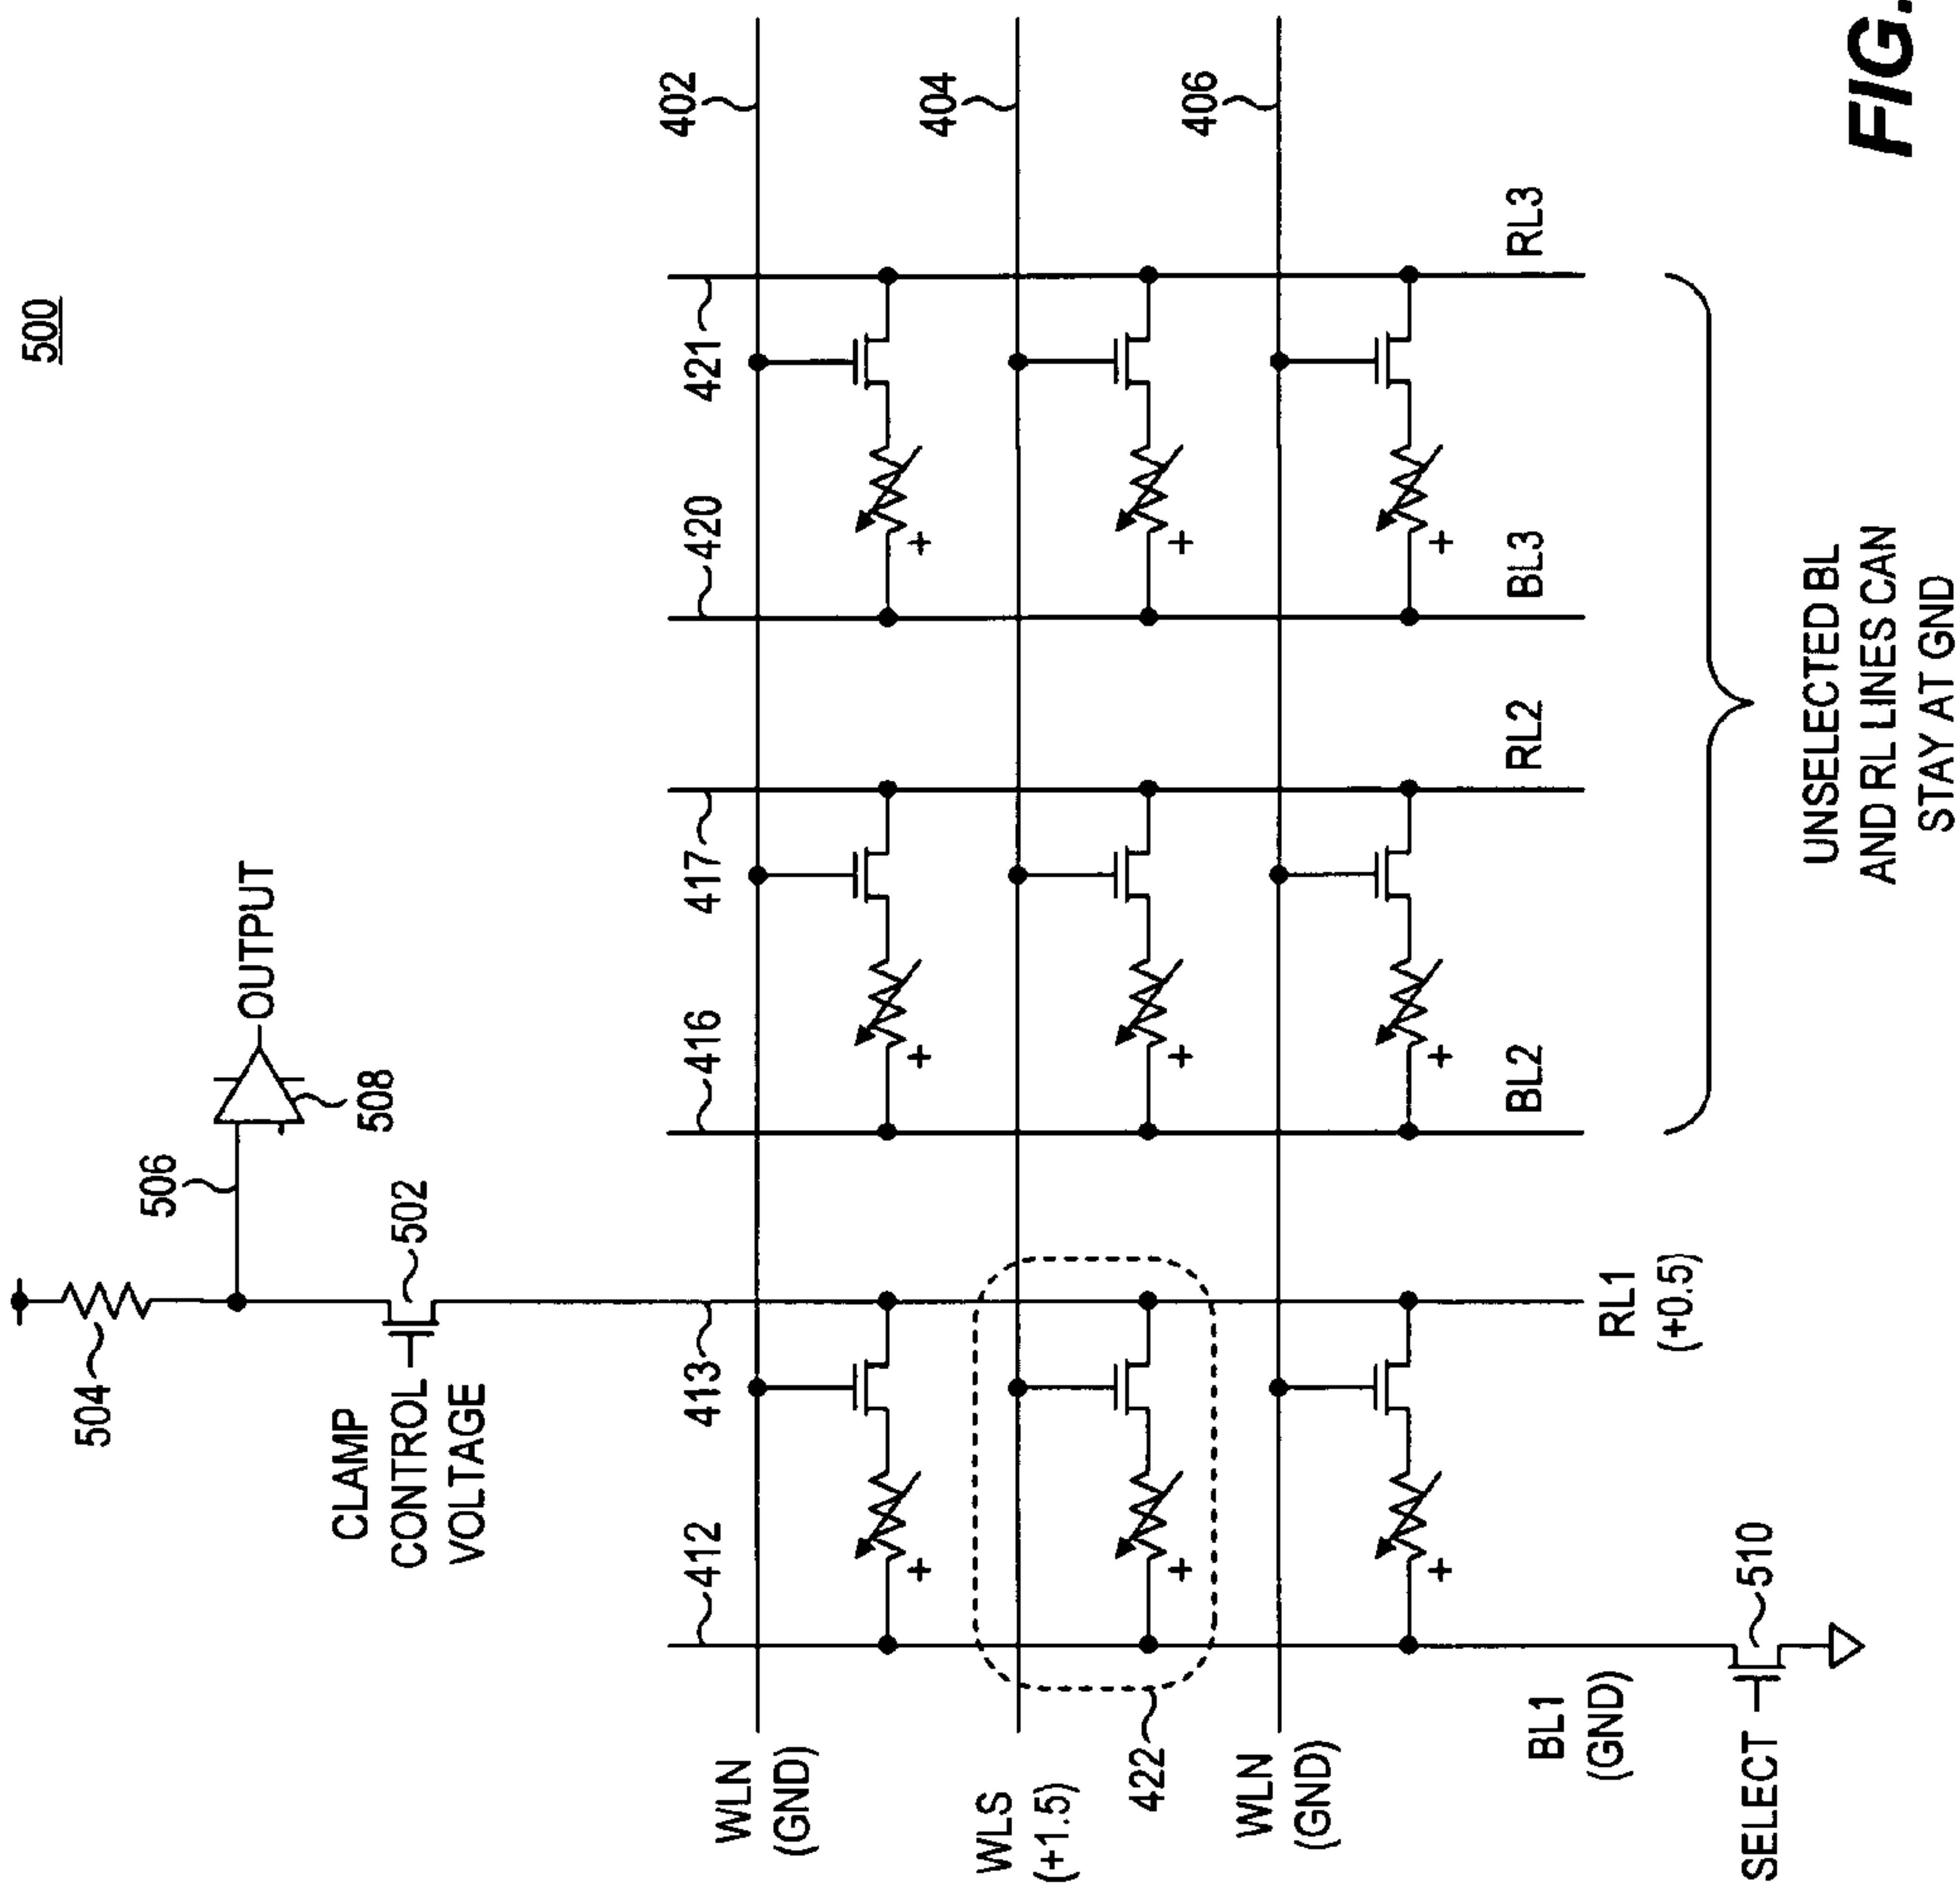 500
504
506
OUTPUT
508
CLAMP
CONTROL
VOLTAGE
502
412
413
416
417
420
421
402
WLN
(GND)
404
WLS
(+1.5)
422
406
WLN
(GND)
BL1
(GND)
RL1
(+0.5)
BL2
RL2
BL3
RL3
SELECT
510
UNSELECTED BL
AND RL LINES CAN
STAY AT GND
FIG.